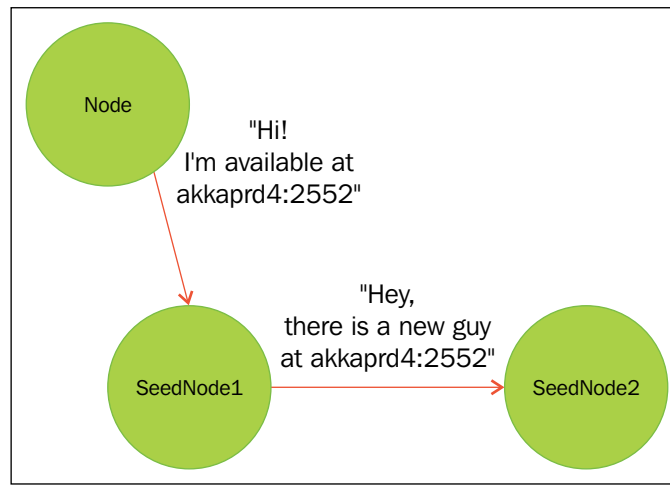 Node
"Hi!
I'm available at
akkaprd4:2552"
"Hey,
there is a new guy
at akkaprd4:2552"
SeedNode1
SeedNode2